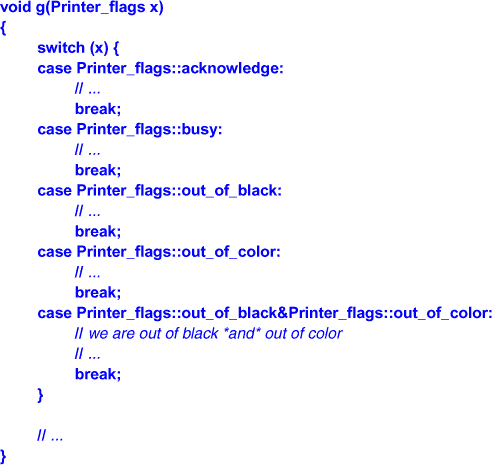 void g(Printer_flags x)
{
switch (x) {
case Printer_flags::acknowledge:
// ...
break;
case Printer_flags::busy:
// ...
break;
case Printer_flags::out_of_black:
// ...
break;
case Printer_flags::out_of_color:
// ...
break;
case Printer_flags::out_of_black&Printer_flags::out_of_color:
// we are out of black *and* out of color
// ...
break;
}
// ...
}